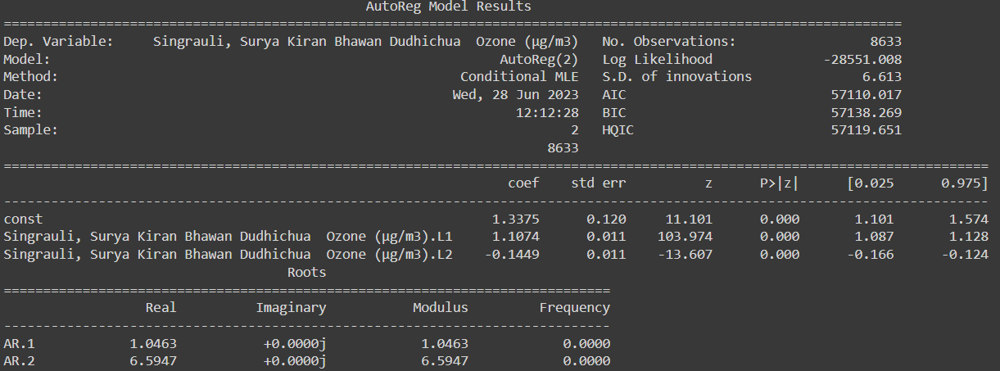 AutoReg Model Results
==============================================================================================================
Dep. Variable:     Singrauli, Surya Kiran Bhawan Dudhichua  Ozone (µg/m3)   No. Observations:                 8633
Model:                                                         AutoReg(2)   Log Likelihood              -28551.008
Method:                                                   Conditional MLE   S.D. of innovations              6.613
Date:                                                    Wed, 28 Jun 2023   AIC                          57110.017
Time:                                                            12:12:28   BIC                          57138.269
Sample:                                                                 2   HQIC                         57119.651
                                                                     8633
==============================================================================================================
                                                                coef    std err          z      P>|z|      [0.025      0.975]
--------------------------------------------------------------------------------------------------------------
const                                                         1.3375      0.120     11.101      0.000       1.101       1.574
Singrauli, Surya Kiran Bhawan Dudhichua  Ozone (µg/m3).L1     1.1074      0.011    103.974      0.000       1.087       1.128
Singrauli, Surya Kiran Bhawan Dudhichua  Ozone (µg/m3).L2    -0.1449      0.011    -13.607      0.000      -0.166      -0.124
                                    Roots
=============================================================================
                  Real          Imaginary           Modulus         Frequency
-----------------------------------------------------------------------------
AR.1            1.0463           +0.0000j            1.0463            0.0000
AR.2            6.5947           +0.0000j            6.5947            0.0000